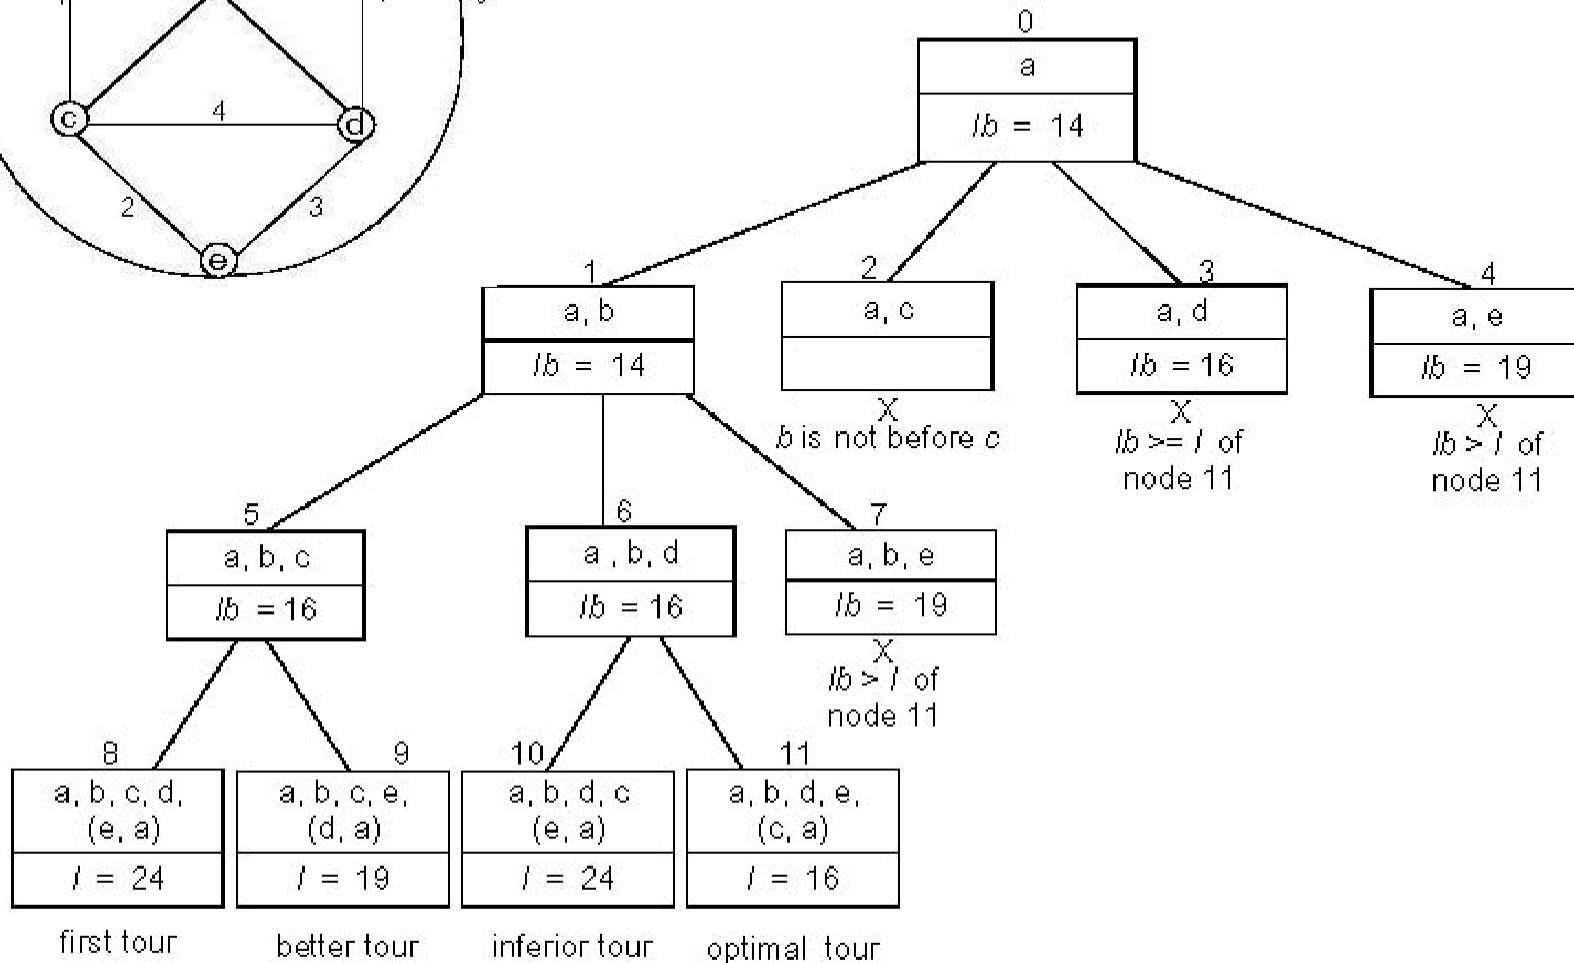 c
4
d
2
3
e
0
a
lb = 14
1
a, b
lb = 14
2
a, c
X
b is not before c
3
a, d
lb = 16
X
lb >= l of
node 11
4
a, e
lb = 19
X
lb > l of
node 11
5
a, b, c
lb = 16
6
a , b, d
lb = 16
7
a, b, e
lb = 19
X
lb > l of
node 11
8
a, b, c, d,
(e, a)
l = 24
first tour
9
a, b, c, e,
(d, a)
l = 19
better tour
10
a, b, d, c
(e, a)
l = 24
inferior tour
11
a, b, d, e,
(c, a)
l = 16
optimal tour